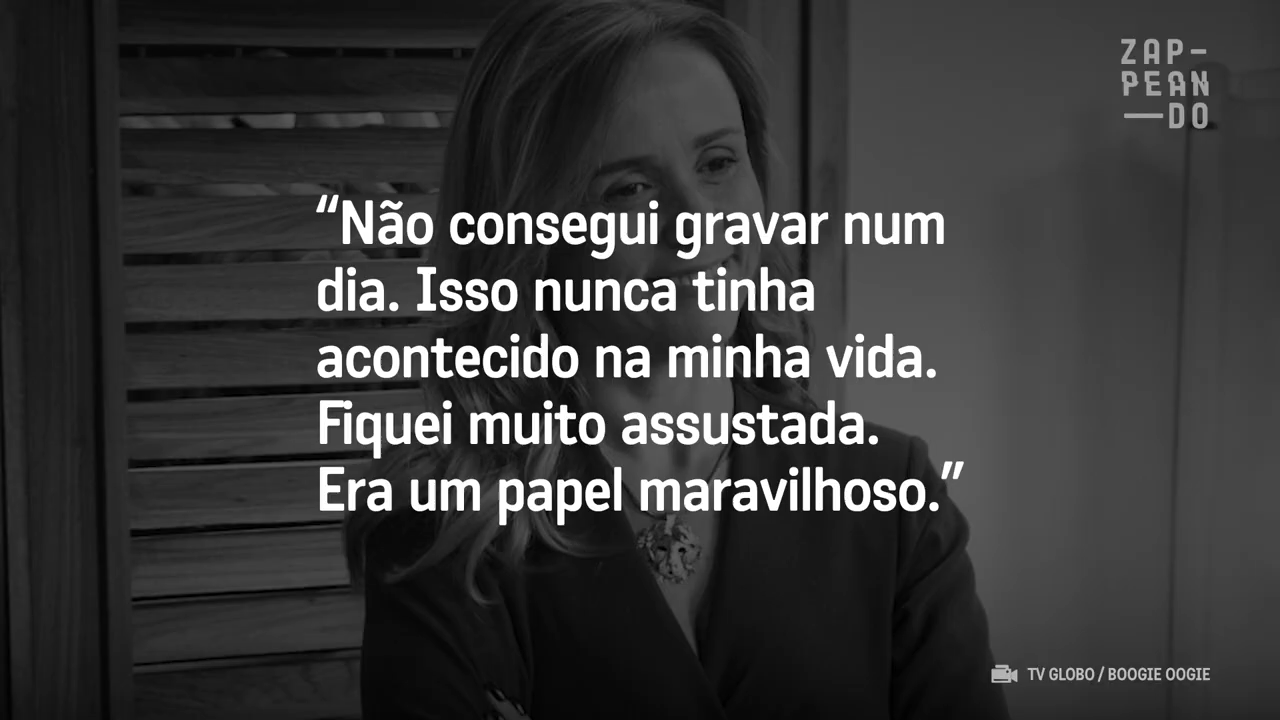 ZAP-
PEAN
—DO
“Não consegui gravar num
dia. Isso nunca tinha
acontecido na minha vida.
Fiquei muito assustada.
Era um papel maravilhoso.”
TV GLOBO / BOOGIE OOGIE